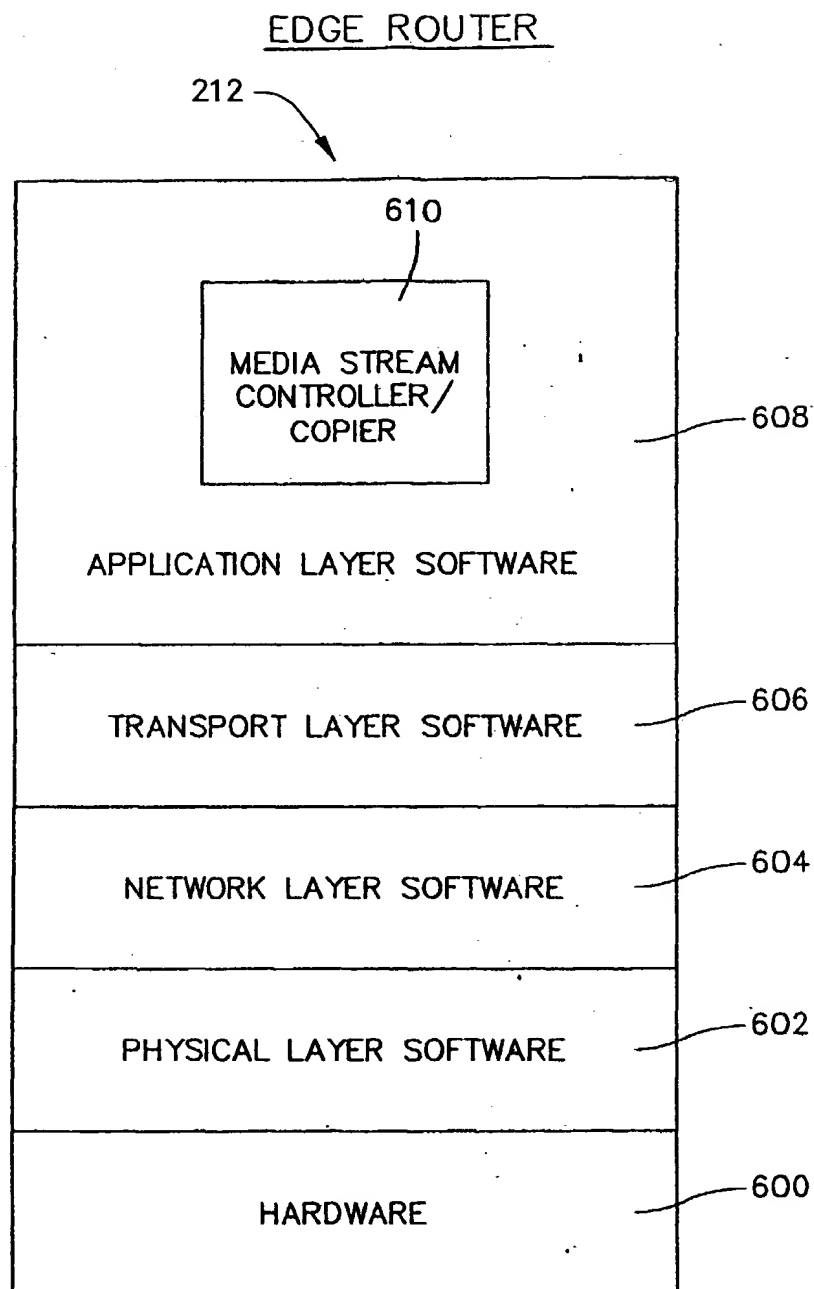 EDGE ROUTER
212
610
MEDIA STREAM
CONTROLLER/
COPIER
608
APPLICATION LAYER SOFTWARE
606
TRANSPORT LAYER SOFTWARE
604
NETWORK LAYER SOFTWARE
602
PHYSICAL LAYER SOFTWARE
600
HARDWARE